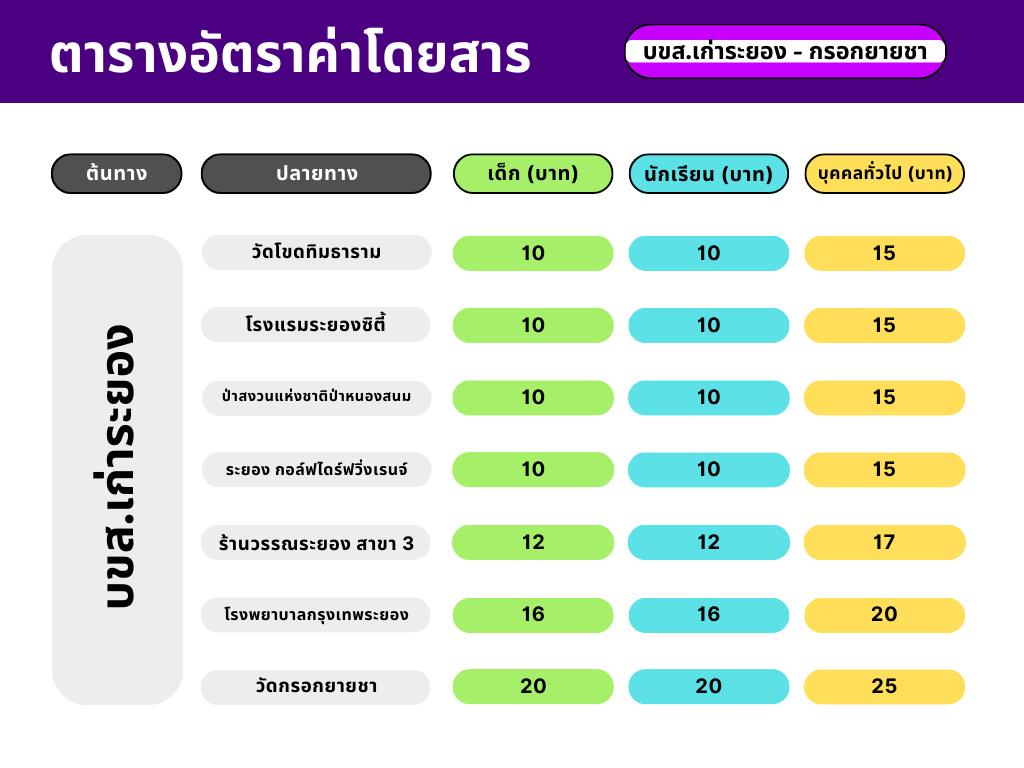 ตารางอัตราค่าโดยสาร
บขส.เก่าระยอง - กรอกยายชา
ต้นทาง ปลายทาง เด็ก (บาท) นักเรียน (บาท) บุคคลทั่วไป (บาท)
บขส.เก่าระยอง
วัดโขดทิมธาราม 10 10 15
โรงแรมระยองซิตี้ 10 10 15
ป่าสงวนแห่งชาติป่าหนองสนม 10 10 15
ระยอง กอล์ฟไดร์ฟวิ่งเรนจ์ 10 10 15
ร้านวรรณระยอง สาขา 3 12 12 17
โรงพยาบาลกรุงเทพระยอง 16 16 20
วัดกรอกยายชา 20 20 25